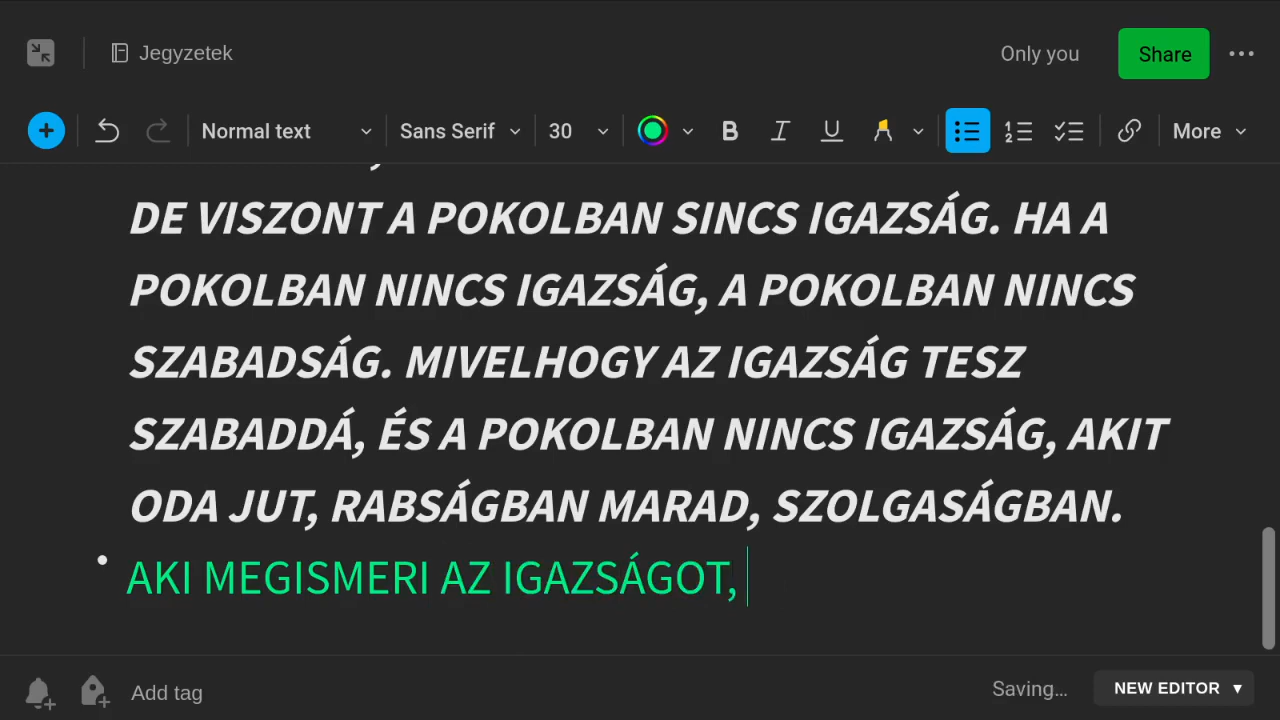 Jegyzetek
Only you
Share
Normal text
Sans Serif
30
B
I
U
More
DE VISZONT A POKOLBAN SINCS IGAZSÁG. HA A
POKOLBAN NINCS IGAZSÁG, A POKOLBAN NINCS
SZABADSÁG. MIVELHOGY AZ IGAZSÁG TESZ
SZABADDÁ, ÉS A POKOLBAN NINCS IGAZSÁG, AKIT
ODA JUT, RABSÁGBAN MARAD, SZOLGASÁGBAN.
• AKI MEGISMERI AZ IGAZSÁGOT,
Add tag
Saving...
NEW EDITOR